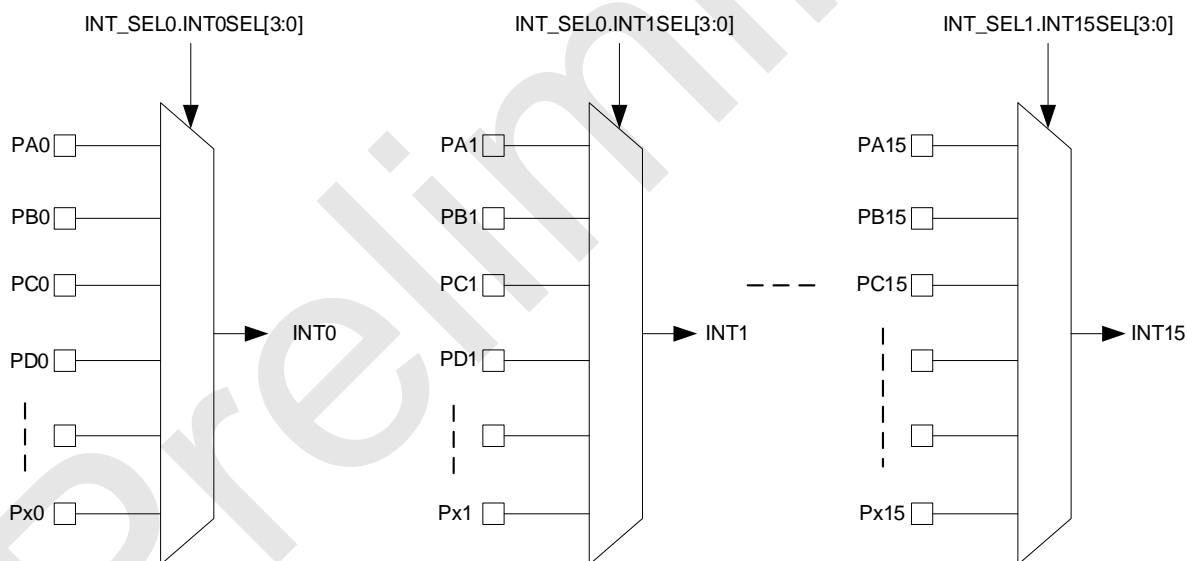 INT_SEL0.INT0SEL[3:0]
INT_SEL0.INT1SEL[3:0]
INT_SEL1.INT15SEL[3:0]
PA0
PB0
PC0
PD0
Px0
INT0
PA1
PB1
PC1
PD1
Px1
INT1
PA15
PB15
PC15
Px15
INT15
Prelimi